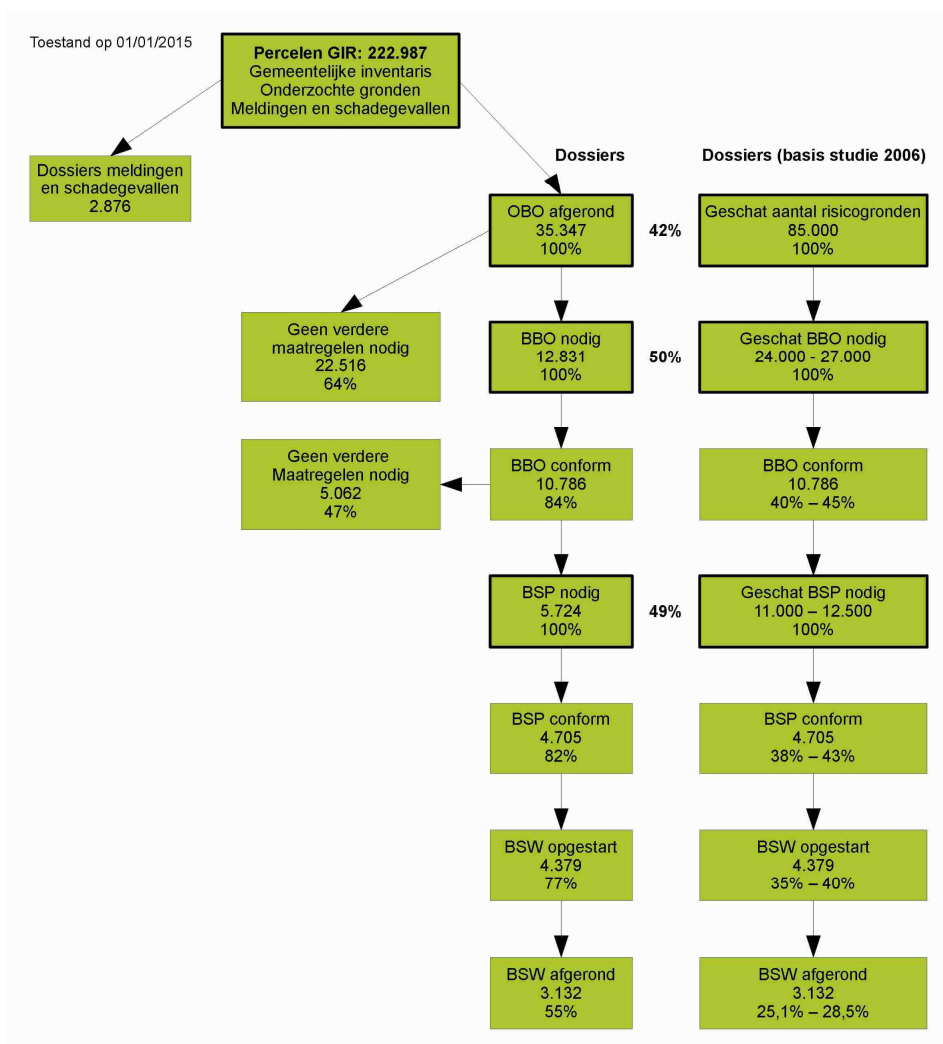 Toestand op 01/01/2015
Percelen GIR: 222.987
Gemeentelijke inventaris
Onderzochte gronden
Meldingen en schadegevallen
Dossiers meldingen
en schadegevallen
2.876
Dossiers
Dossiers (basis studie 2006)
OBO afgerond
35.347
100%
42%
Geschat aantal risicogronden
85.000
100%
Geen verdere
maatregelen nodig
22.516
64%
BBO nodig
12.831
100%
50%
Geschat BBO nodig
24.000 - 27.000
100%
Geen verdere
Maatregelen nodig
5.062
47%
BBO conform
10.786
84%
BBO conform
10.786
40% – 45%
BSP nodig
5.724
100%
49%
Geschat BSP nodig
11.000 – 12.500
100%
BSP conform
4.705
82%
BSP conform
4.705
38% – 43%
BSW opgestart
4.379
77%
BSW opgestart
4.379
35% – 40%
BSW afgerond
3.132
55%
BSW afgerond
3.132
25,1% – 28,5%